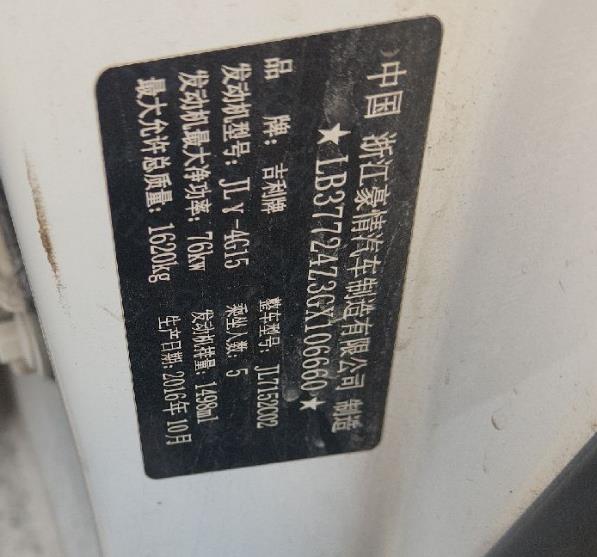 中国 浙江豪情汽车制造有限公司 制造
★LB37724Z3GX106660★
品 牌: 吉利牌 整车型号: JL7152C02
发动机型号: JLγ-4G15 乘坐人数: 5
发动机最大净功率: 76kw 发动机排量: 1498ml
最大允许总质量: 1620kg 生产日期: 2016年10月